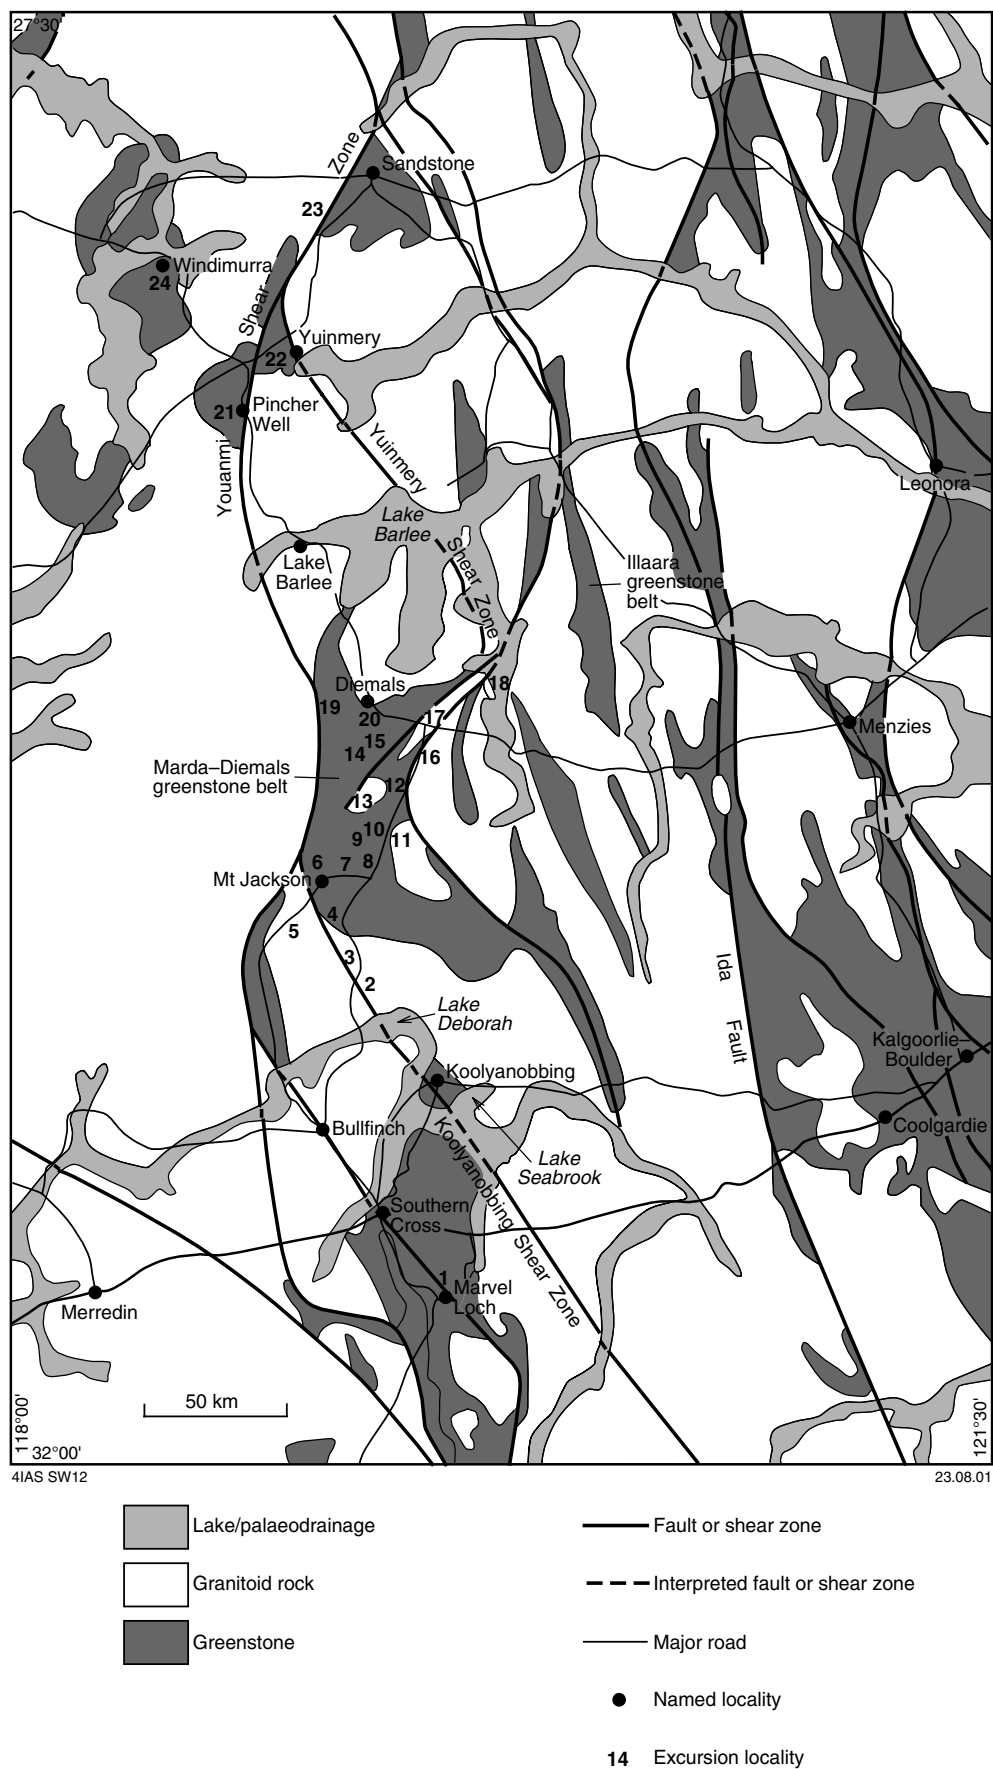 27°30'
Zone
Sandstone
23
Windimurra
24
Shear
Yuinmery
22
21
Pincher
Well
Youanmi
Yuinmery
Leonora
Lake
Barlee
Shear Zone
Lake
Barlee
Illaara
greenstone
belt
Diemals
18
19
20
17
Menzies
15
14
16
Marda–Diemals
greenstone belt
12
13
10
9
11
6
7
8
Mt Jackson
4
5
3
2
Ida Fault
Lake
Deborah
Kalgoorlie–
Boulder
Koolyanobbing
Bullfinch
Coolgardie
Koolyanobbing Shear Zone
Lake
Seabrook
Southern
Cross
1
Marvel
Loch
Merredin
50 km
118°00'
32°00'
121°30'
4IAS SW12
23.08.01
Lake/palaeodrainage
Fault or shear zone
Granitoid rock
Interpreted fault or shear zone
Greenstone
Major road
Named locality
14 Excursion locality